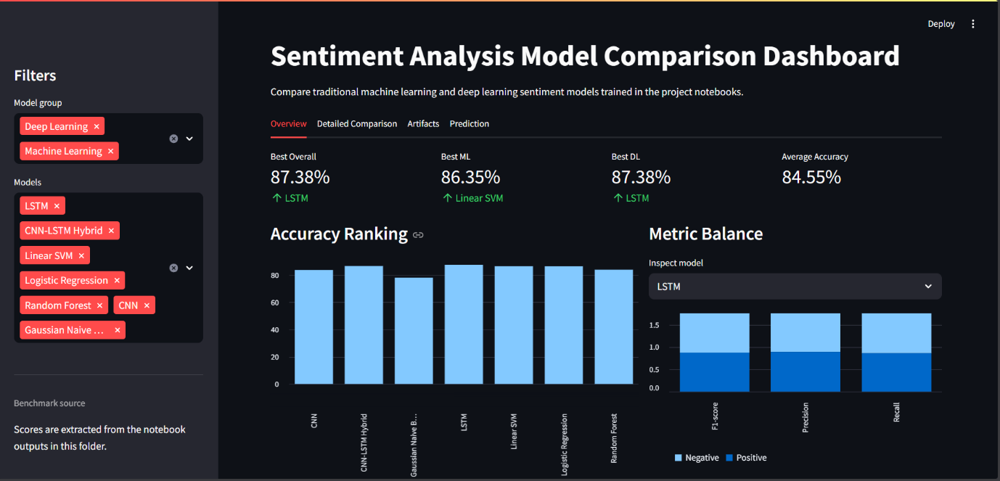 Deploy
Filters
Model group
Deep Learning ×
Machine Learning ×
Models
LSTM ×
CNN-LSTM Hybrid ×
Linear SVM ×
Logistic Regression ×
Random Forest × CNN ×
Gaussian Naive ... ×
Benchmark source
Scores are extracted from the notebook
outputs in this folder.
Sentiment Analysis Model Comparison Dashboard
Compare traditional machine learning and deep learning sentiment models trained in the project notebooks.
Overview Detailed Comparison Artifacts Prediction
Best Overall
87.38%
↑ LSTM
Best ML
86.35%
↑ Linear SVM
Best DL
87.38%
↑ LSTM
Average Accuracy
84.55%
Accuracy Ranking
80
60
40
20
0
CNN
CNN-LSTM Hybrid
Gaussian Naive B...
LSTM
Linear SVM
Logistic Regression
Random Forest
Metric Balance
Inspect model
LSTM
1.5
1.0
0.5
0.0
F1-score
Precision
Recall
Negative Positive